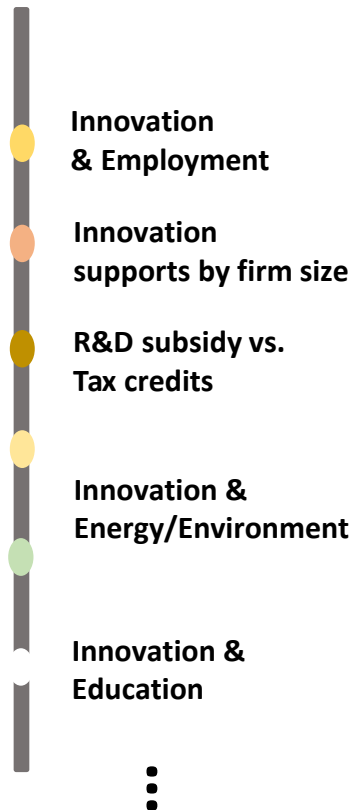 Innovation
& Employment
Innovation
supports by firm size
R&D subsidy vs.
Tax credits
Innovation &
Energy/Environment
Innovation &
Education